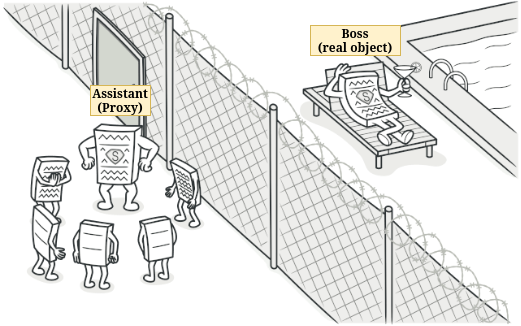 Boss
(real object)
Assistant
(Proxy)
S
S